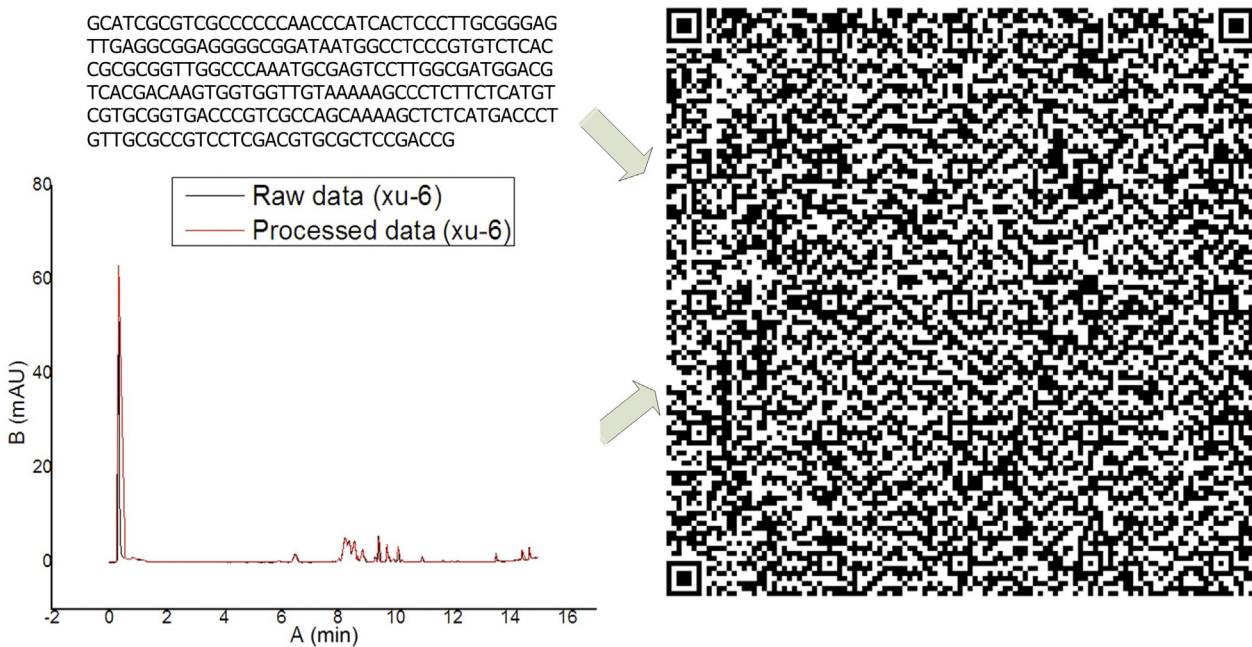 GCATCGCGTCGCCCCCCAACCCATCACTCCCTTGCGGGAG
TTGAGGCGGAGGGGCGGATAATGGCCTCCCGTGTCTCAC
CGCGCGGTTGGCCCAAATGCGAGTCCTTGGCGATGGACG
TCACGACAAGTGGTGGTTGTAAAAAGCCCTCTTCTCATGT
CGTGCGGTGACCCGTCGCCAGCAAAAGCTCTCATGACCCT
GTTGCGCCGTCCTCGACGTGCGCTCCGACCG
80
Raw data (xu-6)
Processed data (xu-6)
60
40
B (mAU)
20
0
-2 0 2 4 6 8 10 12 14 16
A (min)